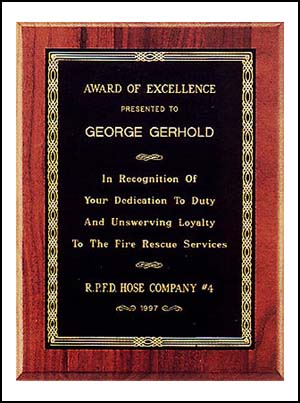 AWARD OF EXCELLENCE
PRESENTED TO
GEORGE GERHOLD
In Recognition Of
Your Dedication To Duty
And Unswerving Loyalty
To The Fire Rescue Services
R.P.F.D. HOSE COMPANY #4
1997